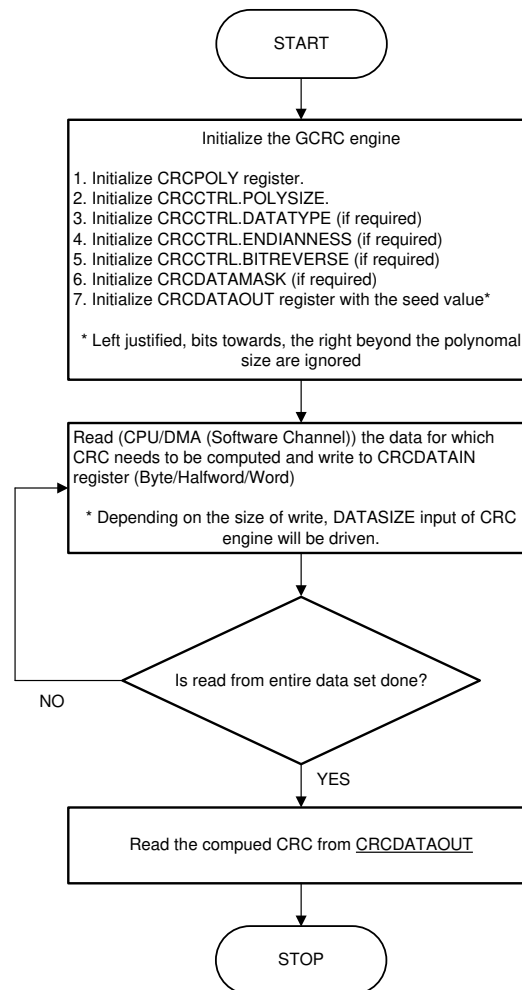 START
Initialize the GCRC engine
1. Initialize CRCPOLY register.
2. Initialize CRCCTRL.POLYSIZE.
3. Initialize CRCCTRL.DATATYPE (if required)
4. Initialize CRCCTRL.ENDIANNESS (if required)
5. Initialize CRCCTRL.BITREVERSE (if required)
6. Initialize CRCDATAMASK (if required)
7. Initialize CRCDATAOUT register with the seed value*
* Left justified, bits towards, the right beyond the polynomal
size are ignored
Read (CPU/DMA (Software Channel)) the data for which
CRC needs to be computed and write to CRCDATAIN
register (Byte/Halfword/Word)
* Depending on the size of write, DATASIZE input of CRC
engine will be driven.
Is read from entire data set done?
NO
YES
Read the compued CRC from CRCDATAOUT
STOP